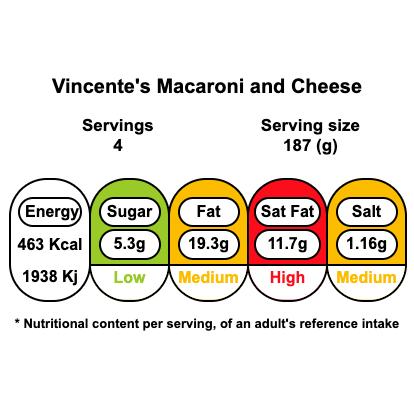 Vincente's Macaroni and Cheese
Servings Serving size
4 187 (g)
Energy Sugar Fat Sat Fat Salt
463 Kcal 5.3g 19.3g 11.7g 1.16g
1938 Kj Low Medium High Medium
* Nutritional content per serving, of an adult's reference intake